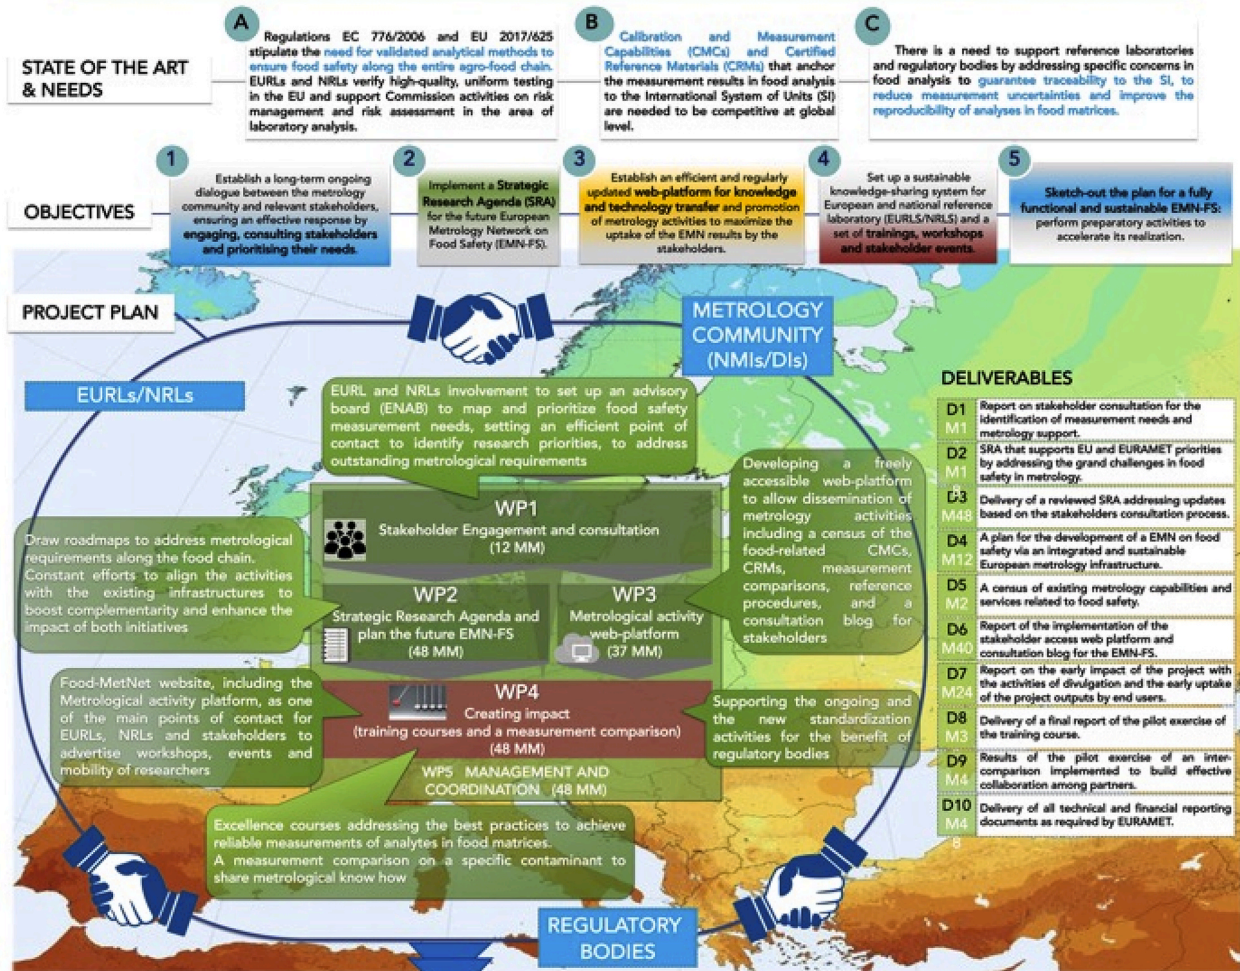 A
Regulations EC 776/2006 and EU 2017/625
stipulate the need for validated analytical methods to
ensure food safety along the entire agro-food chain.
EURLs and NRLs verify high-quality, uniform testing
in the EU and support Commission activities on risk
management and risk assessment in the area of
laboratory analysis.
B
Calibration and Measurement
Capabilities (CMCs) and Certified
Reference Materials (CRMs) that anchor
the measurement results in food analysis
to the International System of Units (SI)
are needed to be competitive at global
level.
C
There is a need to support reference laboratories
and regulatory bodies by addressing specific concerns in
food analysis to guarantee traceability to the SI, to
reduce measurement uncertainties and improve the
reproducibility of analyses in food matrices.
STATE OF THE ART
& NEEDS
OBJECTIVES
1
Establish a long-term ongoing
dialogue between the metrology
community and relevant stakeholders,
ensuring an effective response by
engaging, consulting stakeholders
and prioritising their needs.
2
Implement a Strategic
Research Agenda (SRA)
for the future European
Metrology Network on
Food Safety (EMN-FS).
3
Establish an efficient and regularly
updated web-platform for knowledge
and technology transfer and promotion
of metrology activities to maximize the
uptake of the EMN results by the
stakeholders.
4
Set up a sustainable
knowledge-sharing system for
European and national reference
laboratory (EURLS/NRLS) and a
set of trainings, workshops
and stakeholder events.
5
Sketch-out the plan for a fully
functional and sustainable EMN-FS:
perform preparatory activities to
accelerate its realization.
PROJECT PLAN
METROLOGY
COMMUNITY
(NMIs/DIs)
EURLs/NRLs
EURL and NRLs involvement to set up an advisory
board (ENAB) to map and prioritize food safety
measurement needs, setting an efficient point of
contact to identify research priorities, to address
outstanding metrological requirements
WP1
Stakeholder Engagement and consultation
(12 MM)
Draw roadmaps to address metrological
requirements along the food chain.
Constant efforts to align the activities
with the existing infrastructures to
boost complementarity and enhance the
impact of both initiatives
WP2
Strategic Research Agenda and
plan the future EMN-FS
(48 MM)
WP3
Metrological activity
web-platform
(37 MM)
Developing a freely
accessible web-platform
to allow dissemination of
metrology activities
including a census of the
food-related CMCs,
CRMs, measurement
comparisons, reference
procedures, and a
consultation blog for
stakeholders
Food-MetNet website, including the
Metrological activity platform, as one
of the main points of contact for
EURLs, NRLs and stakeholders to
advertise workshops, events and
mobility of researchers
WP4
Creating impact
(training courses and a measurement comparison)
(48 MM)
Supporting the ongoing and
the new standardization
activities for the benefit of
regulatory bodies
WP5 MANAGEMENT AND
COORDINATION (48 MM)
Excellence courses addressing the best practices to achieve
reliable measurements of analytes in food matrices.
A measurement comparison on a specific contaminant to
share metrological know how
REGULATORY
BODIES
DELIVERABLES
D1
M1
Report on stakeholder consultation for the
identification of measurement needs and
metrology support.
D2
M1
8
SRA that supports EU and EURAMET priorities
by addressing the grand challenges in food
safety in metrology.
D3
M48
Delivery of a reviewed SRA addressing updates
based on the stakeholders consultation process.
D4
M12
A plan for the development of a EMN on food
safety via an integrated and sustainable
European metrology infrastructure.
D5
M2
A census of existing metrology capabilities and
services related to food safety.
D6
M40
Report of the implementation of the
stakeholder access web platform and
consultation blog for the EMN-FS.
D7
M24
Report on the early impact of the project with
the activities of divulgation and the early uptake
of the project outputs by end users.
D8
M3
Delivery of a final report of the pilot exercise of
the training course.
D9
M4
Results of the pilot exercise of an inter-
comparison implemented to build effective
collaboration among partners.
D10
M4
8
Delivery of all technical and financial reporting
documents as required by EURAMET.